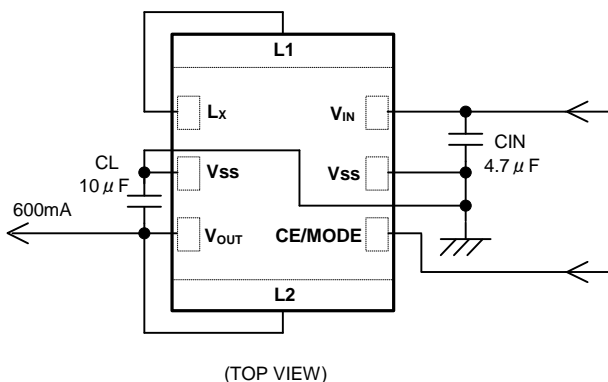 L1
Lx
VIN
CIN
4.7μF
CL
10μF
Vss
Vss
600mA
VOUT
CE/MODE
L2
(TOP VIEW)